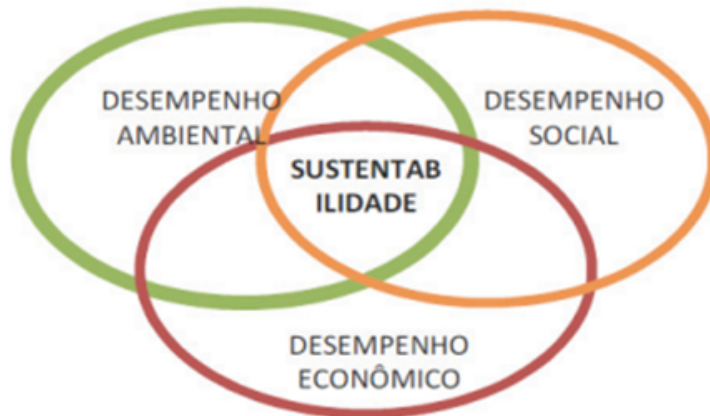 DESEMPENHO
AMBIENTAL
DESEMPENHO
SOCIAL
SUSTENTAB
ILIDADE
DESEMPENHO
ECONÔMICO